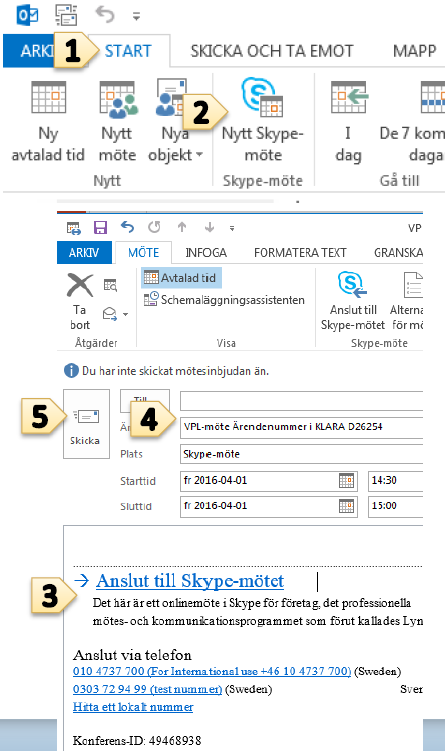 ARKI
1
START
SKICKA OCH TA EMOT
MAPP
2
Ny
avtalad tid
Nytt
möte
Nya
objekt
Nytt Skype-
möte
I
dag
De 7 kom
daga
Nytt
Skype-möte
Gå till
VP
ARKIV
MÖTE
INFOGA
FORMATERA TEXT
GRANSKA
Ta
bort
Avtalad tid
Schemaläggningsassistenten
Anslut till
Skype-mötet
Alterna
för mö
Åtgärder
Visa
Skype-möte
Du har inte skickat mötesinbjudan än.
5
Skicka
Till
4
VPL-möte Ärendenummer i KLARA D26254
Plats
Skype-möte
Starttid
fr 2016-04-01
14:30
Sluttid
fr 2016-04-01
15:00
3
→ Anslut till Skype-mötet
Det här är ett onlinemöte i Skype för företag, det professionella
mötes- och kommunikationsprogrammet som förut kallades Lyn
Anslut via telefon
010 4737 700 (For International use +46 10 4737 700) (Sweden)
0303 72 94 99 (test nummer) (Sweden)
Sver
Hitta ett lokalt nummer
Konferens-ID: 49468938